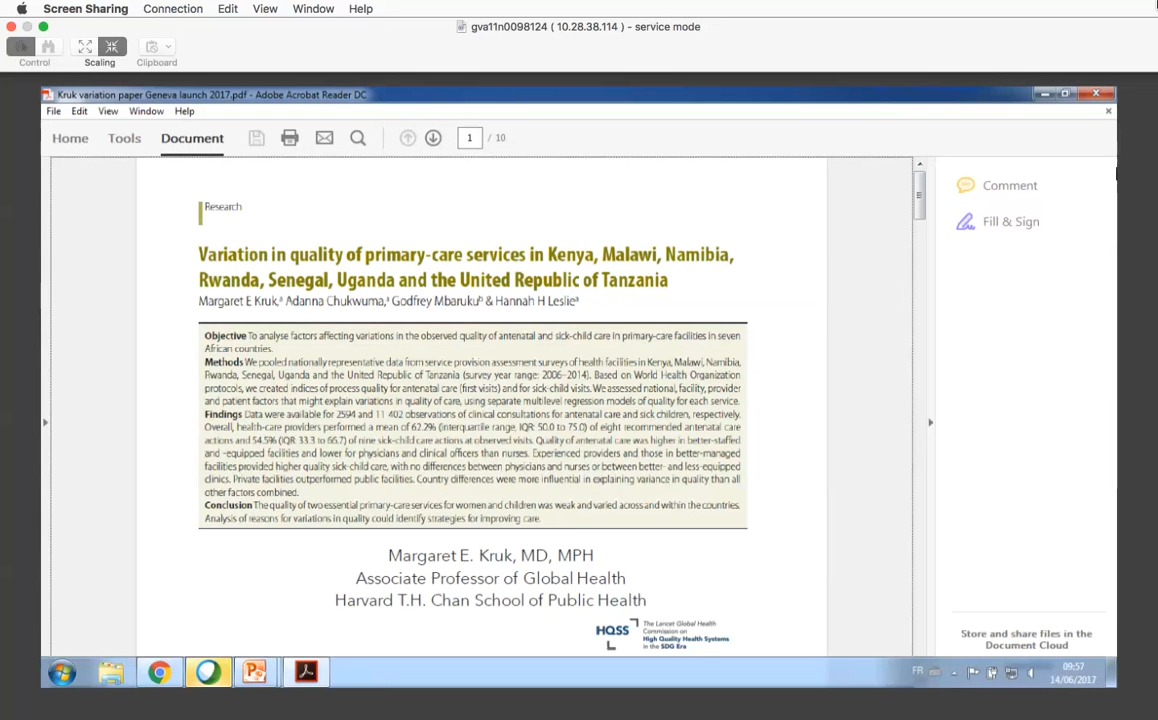 Screen Sharing Connection Edit View Window Help
gva11n0098124 ( 10.28.38.114 ) - service mode
Control Scaling Clipboard
Kruk variation paper Geneva launch 2017.pdf - Adobe Acrobat Reader DC
File Edit View Window Help
Home Tools Document 1 / 10
Comment
Fill & Sign
Research
Variation in quality of primary-care services in Kenya, Malawi, Namibia,
Rwanda, Senegal, Uganda and the United Republic of Tanzania
Margaret E Kruk,ᵃ Adanna Chukwuma,ᵃ Godfrey Mbarukuᵇ & Hannah H Leslieᵃ
Objective To analyse factors affecting variations in the observed quality of antenatal and sick-child care in primary-care facilities in seven
African countries.
Methods We pooled nationally representative data from service provision assessment surveys of health facilities in Kenya, Malawi, Namibia,
Rwanda, Senegal, Uganda and the United Republic of Tanzania (survey year range: 2006–2014). Based on World Health Organization
protocols, we created indices of process quality for antenatal care (first visits) and for sick-child visits. We assessed national, facility, provider
and patient factors that might explain variations in quality of care, using separate multilevel regression models of quality for each service.
Findings Data were available for 2594 and 11 402 observations of clinical consultations for antenatal care and sick children, respectively.
Overall, health-care providers performed a mean of 62.2% (interquartile range, IQR: 50.0 to 75.0) of eight recommended antenatal care
actions and 54.5% (IQR: 33.3 to 66.7) of nine sick-child care actions at observed visits. Quality of antenatal care was higher in better-staffed
and -equipped facilities and lower for physicians and clinical officers than nurses. Experienced providers and those in better-managed
facilities provided higher quality sick-child care, with no differences between physicians and nurses or between better- and less-equipped
clinics. Private facilities outperformed public facilities. Country differences were more influential in explaining variance in quality than all
other factors combined.
Conclusion The quality of two essential primary-care services for women and children was weak and varied across and within the countries.
Analysis of reasons for variations in quality could identify strategies for improving care.
Margaret E. Kruk, MD, MPH
Associate Professor of Global Health
Harvard T.H. Chan School of Public Health
HQSS
The Lancet Global Health
Commission on
High Quality Health Systems
in the SDG Era
Store and share files in the
Document Cloud
FR
09:57
14/06/2017